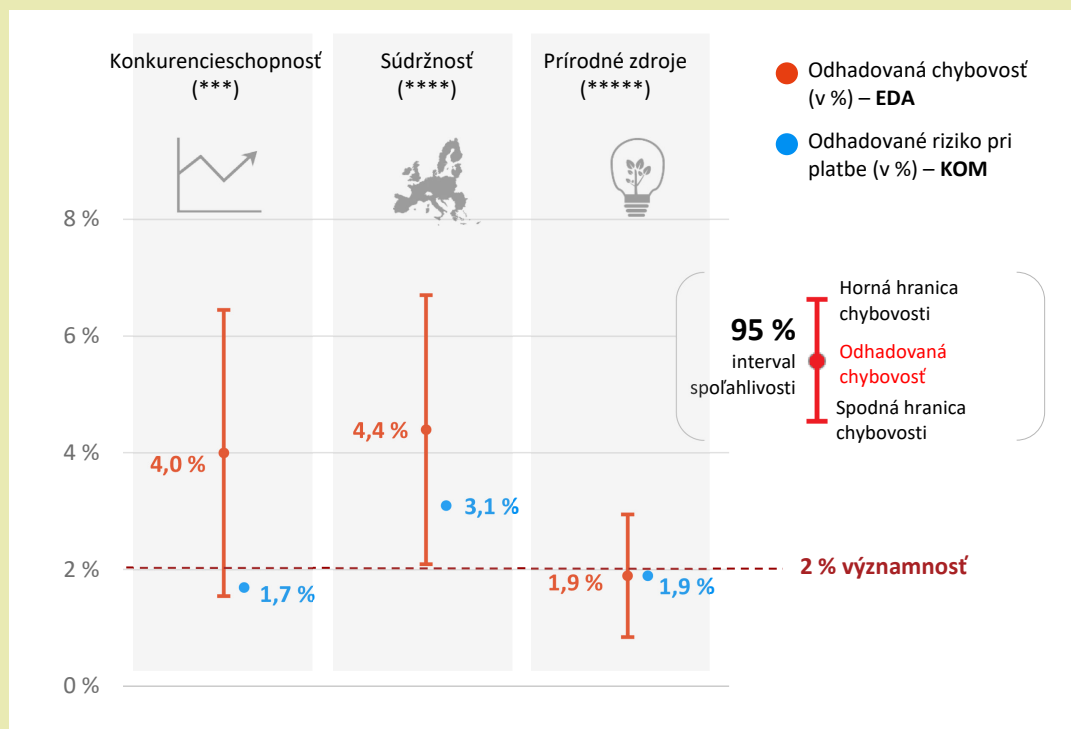 Konkurencieschopnosť
(***)
Súdržnosť
(****)
Prírodné zdroje
(*****)
Odhadovaná chybovosť
(v %) – EDA
Odhadované riziko pri
platbe (v %) – KOM
8 %
6 %
4 %
2 %
0 %
95 %
interval
spoľahlivosti
Horná hranica
chybovosti
Odhadovaná
chybovosť
Spodná hranica
chybovosti
4,0 %
1,7 %
4,4 %
3,1 %
1,9 %
1,9 %
2 % významnosť